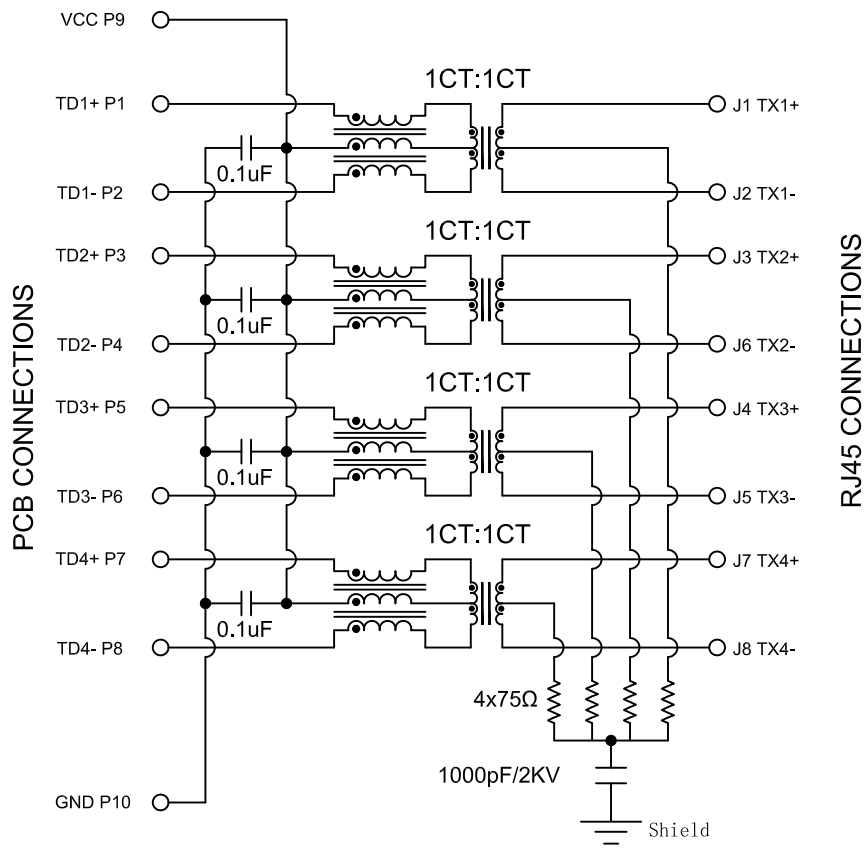 VCC P9
1CT:1CT
TD1+ P1
J1 TX1+
0.1uF
TD1- P2
J2 TX1-
1CT:1CT
TD2+ P3
J3 TX2+
0.1uF
TD2- P4
J6 TX2-
PCB CONNECTIONS
RJ45 CONNECTIONS
1CT:1CT
TD3+ P5
J4 TX3+
0.1uF
TD3- P6
J5 TX3-
1CT:1CT
TD4+ P7
J7 TX4+
0.1uF
TD4- P8
J8 TX4-
4x75Ω
1000pF/2KV
GND P10
Shield